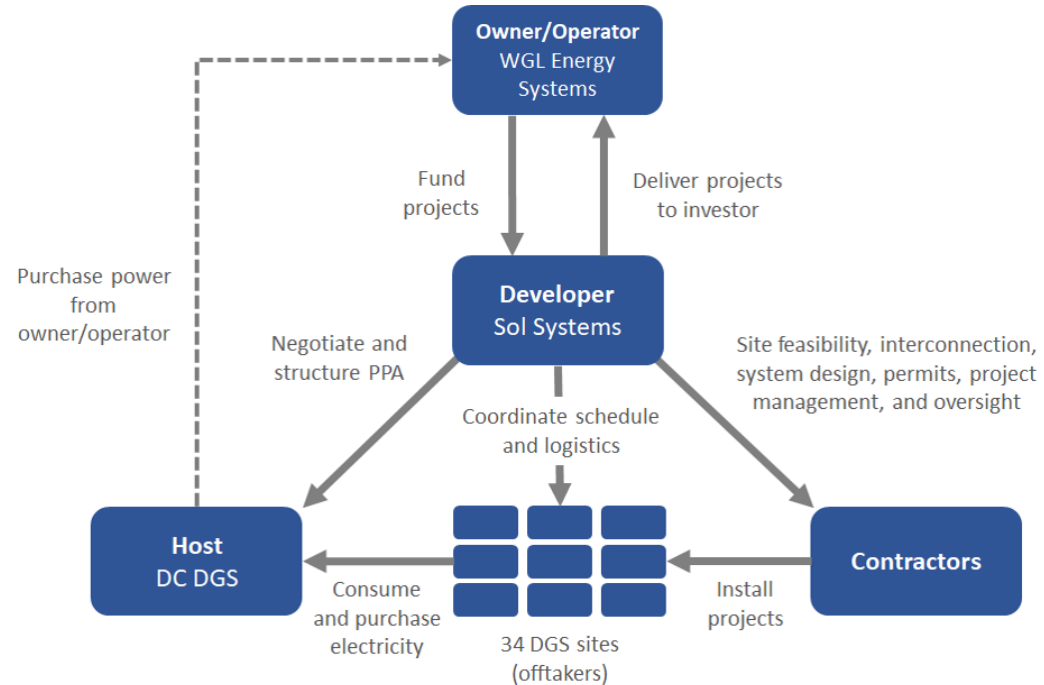 Owner/Operator
WGL Energy
Systems
Fund
projects
Deliver projects
to investor
Purchase power
from
owner/operator
Developer
Sol Systems
Negotiate and
structure PPA
Site feasibility, interconnection,
system design, permits, project
management, and oversight
Coordinate schedule
and logistics
Host
DC DGS
Contractors
Consume
and purchase
electricity
Install
projects
34 DGS sites
(offtakers)